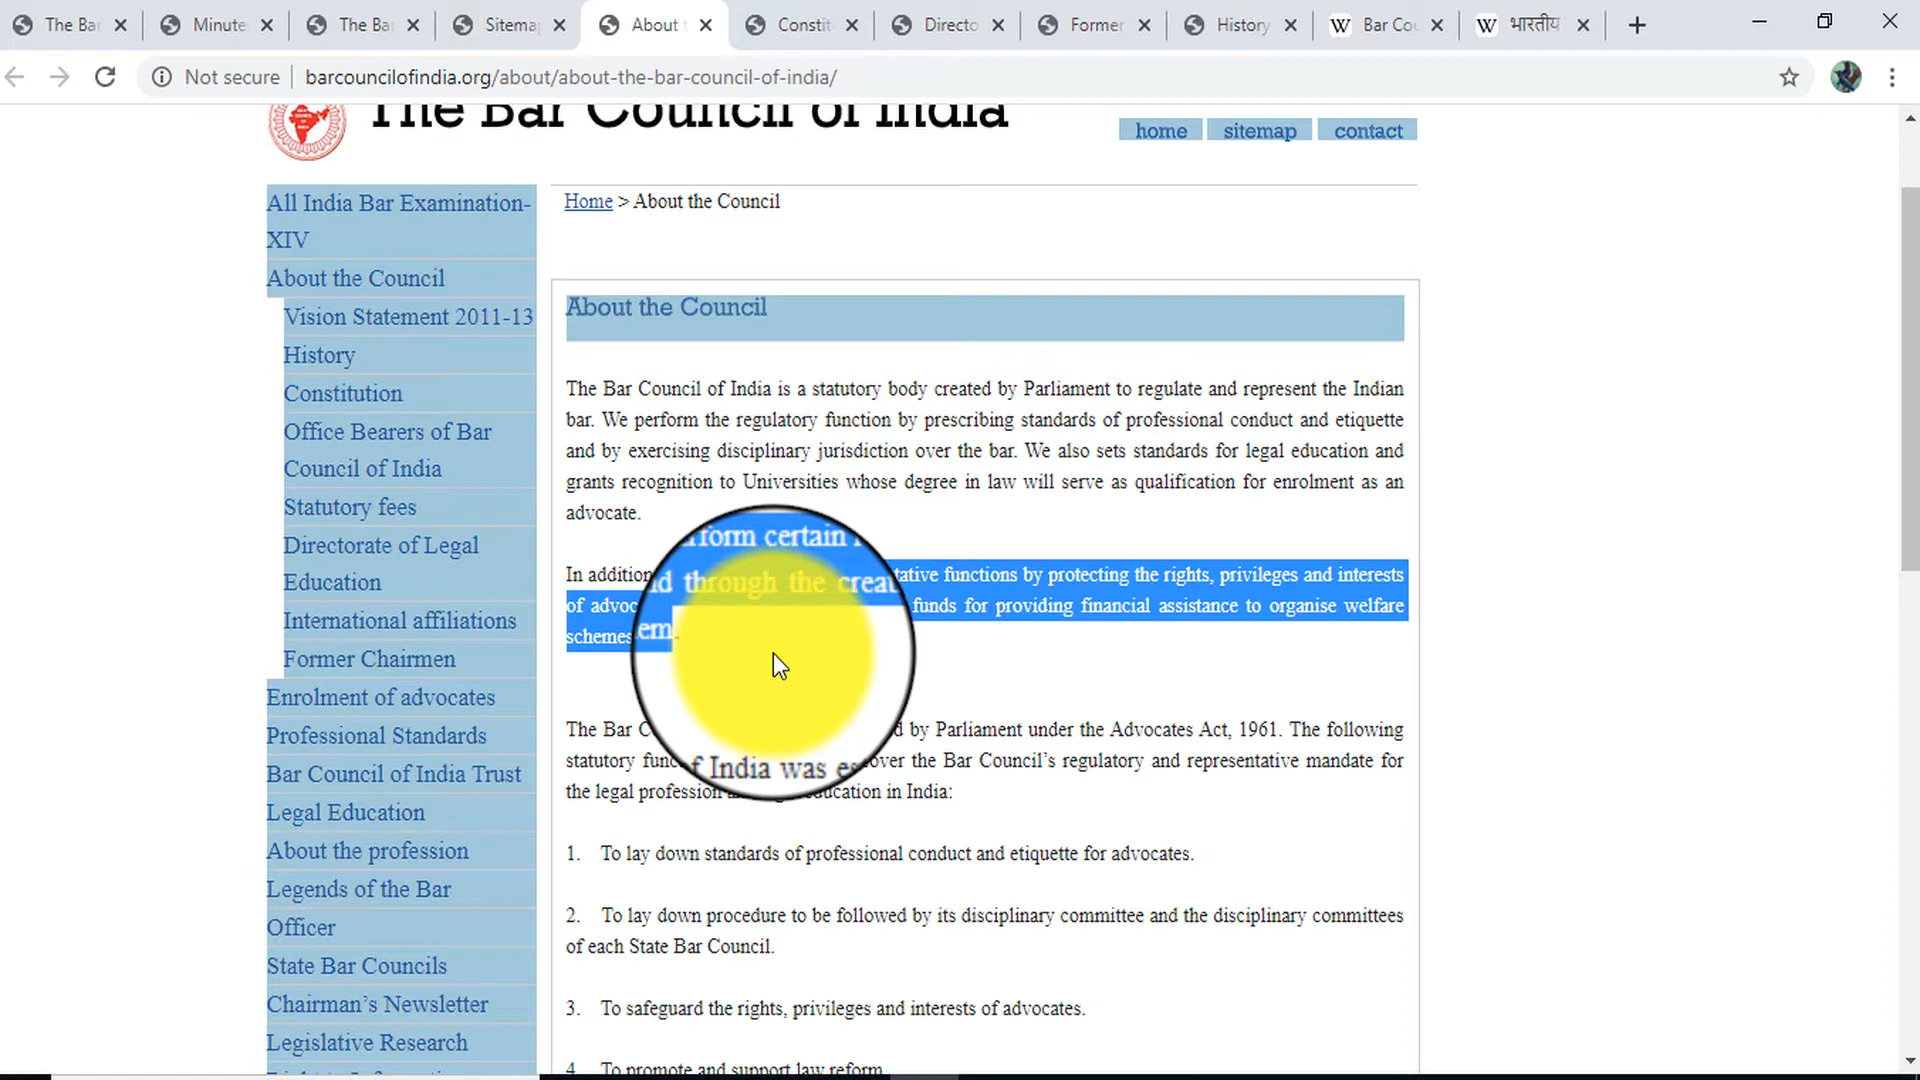 The Bar
Minute
The Bar
Sitema
About t
Constit
Directo
Former
History
W Bar Cou
W भारतीय
Not secure
barcouncilofindia.org/about/about-the-bar-council-of-india/
The Bar Council of India
home
sitemap
contact
All India Bar Examination-
XIV
About the Council
Vision Statement 2011-13
History
Constitution
Office Bearers of Bar
Council of India
Statutory fees
Directorate of Legal
Education
International affiliations
Former Chairmen
Enrolment of advocates
Professional Standards
Bar Council of India Trust
Legal Education
About the profession
Legends of the Bar
Officer
State Bar Councils
Chairman’s Newsletter
Legislative Research
Home > About the Council
About the Council
The Bar Council of India is a statutory body created by Parliament to regulate and represent the Indian
bar. We perform the regulatory function by prescribing standards of professional conduct and etiquette
and by exercising disciplinary jurisdiction over the bar. We also sets standards for legal education and
grants recognition to Universities whose degree in law will serve as qualification for enrolment as an
advocate.
rform certain
In addition
d through the creat
tative functions by protecting the rights, privileges and interests
of advoc
funds for providing financial assistance to organise welfare
schemes
em.
The Bar C
d by Parliament under the Advocates Act, 1961. The following
statutory func
f India was es
over the Bar Council’s regulatory and representative mandate for
the legal profession
ucation in India:
1. To lay down standards of professional conduct and etiquette for advocates.
2. To lay down procedure to be followed by its disciplinary committee and the disciplinary committees
of each State Bar Council.
3. To safeguard the rights, privileges and interests of advocates.
4. To promote and support law reform.